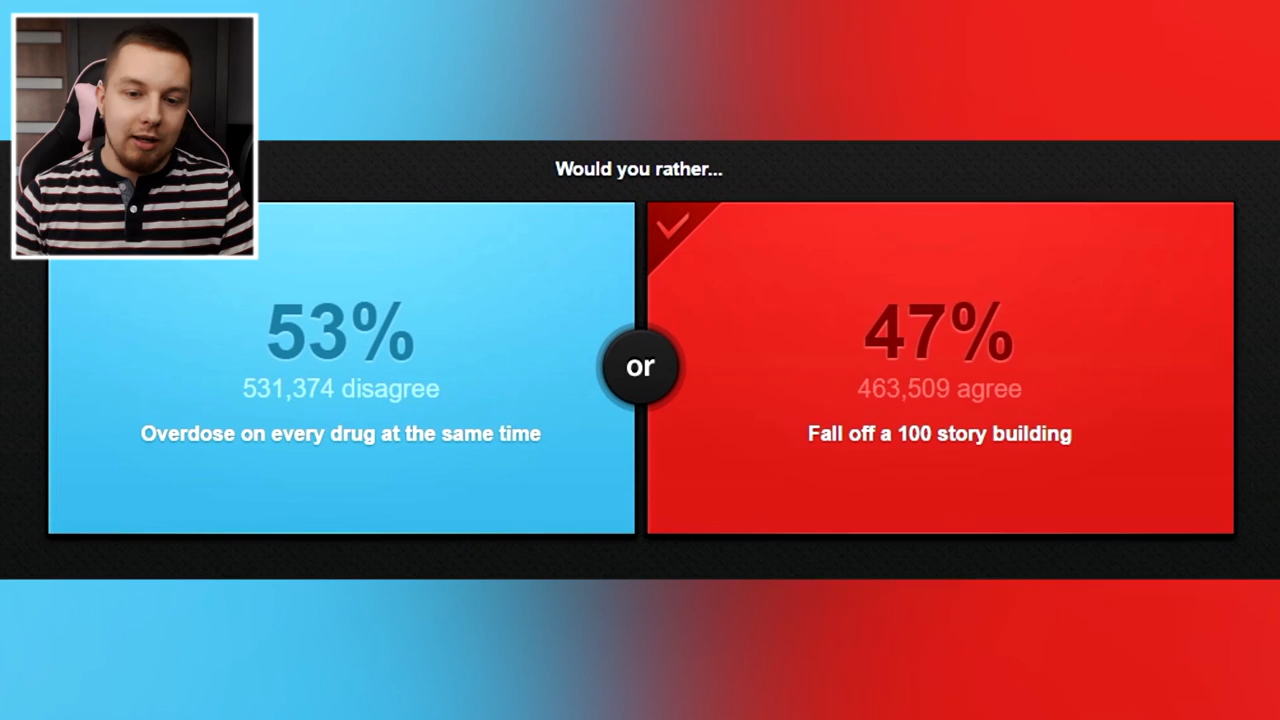 Would you rather...
53%
531,374 disagree
Overdose on every drug at the same time
or
47%
463,509 agree
Fall off a 100 story building